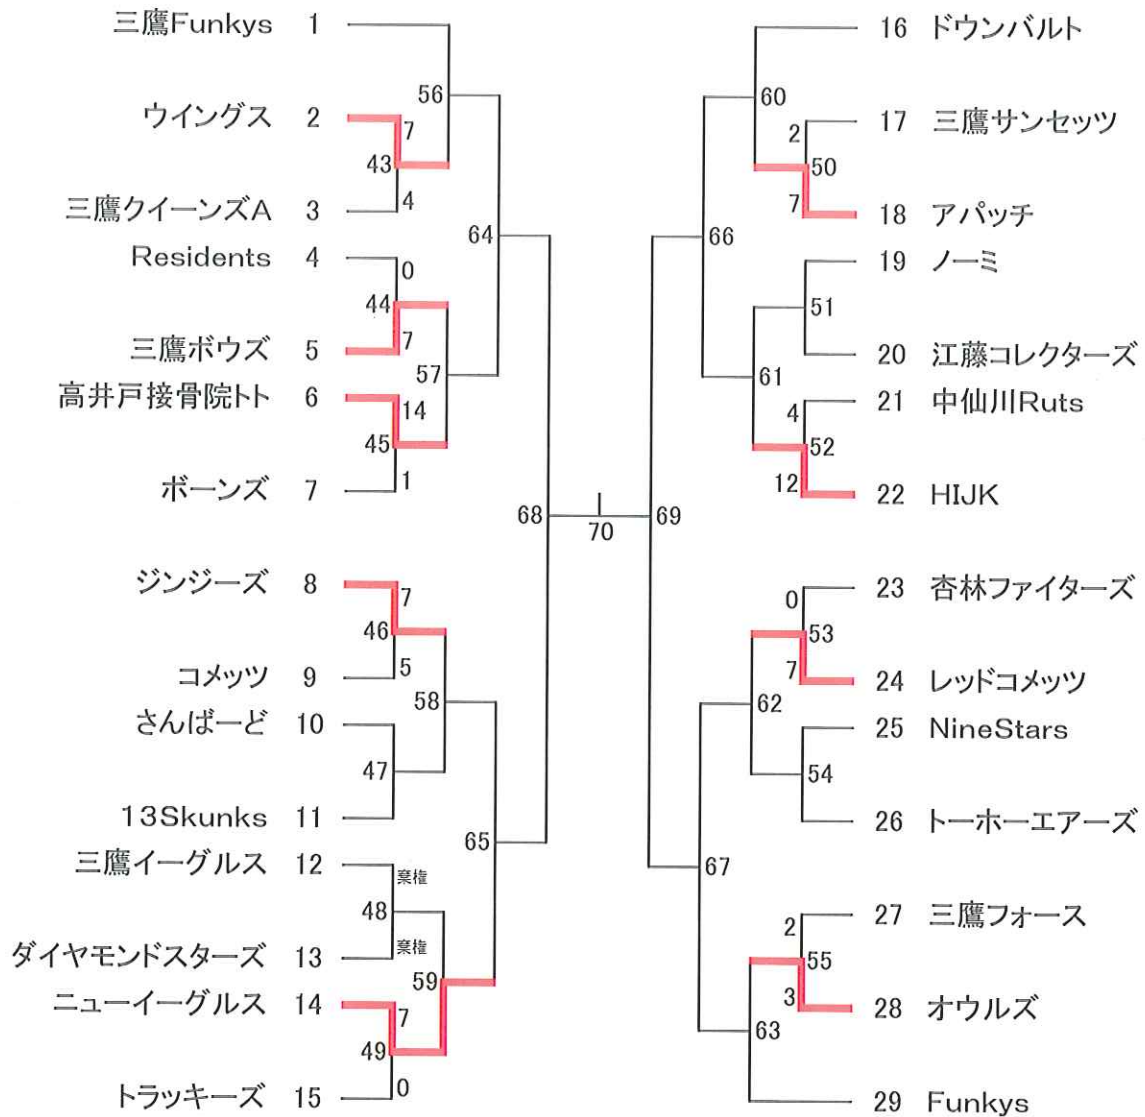 三鷹Funkys 1
ウイングス 2
三鷹クイーンズA 3
Residents 4
三鷹ボウズ 5
高井戸接骨院トト 6
ボーンズ 7
ジンジーズ 8
コメッツ 9
さんばーど 10
13Skunks 11
三鷹イーグルス 12
ダイヤモンドスターズ 13
ニューイーグルス 14
トラッキーズ 15
7
43
4
0
44
7
14
45
1
7
46
5
47
棄権
48
棄権
7
49
0
56
57
58
59
64
65
68
70
69
66
67
60
61
62
63
2
50
7
51
4
52
12
0
53
7
54
2
55
3
16 ドウンバルト
17 三鷹サンセッツ
18 アパッチ
19 ノーミ
20 江藤コレクターズ
21 中仙川Ruts
22 HIJK
23 杏林ファイターズ
24 レッドコメッツ
25 NineStars
26 トーホーエアーズ
27 三鷹フォース
28 オウルズ
29 Funkys